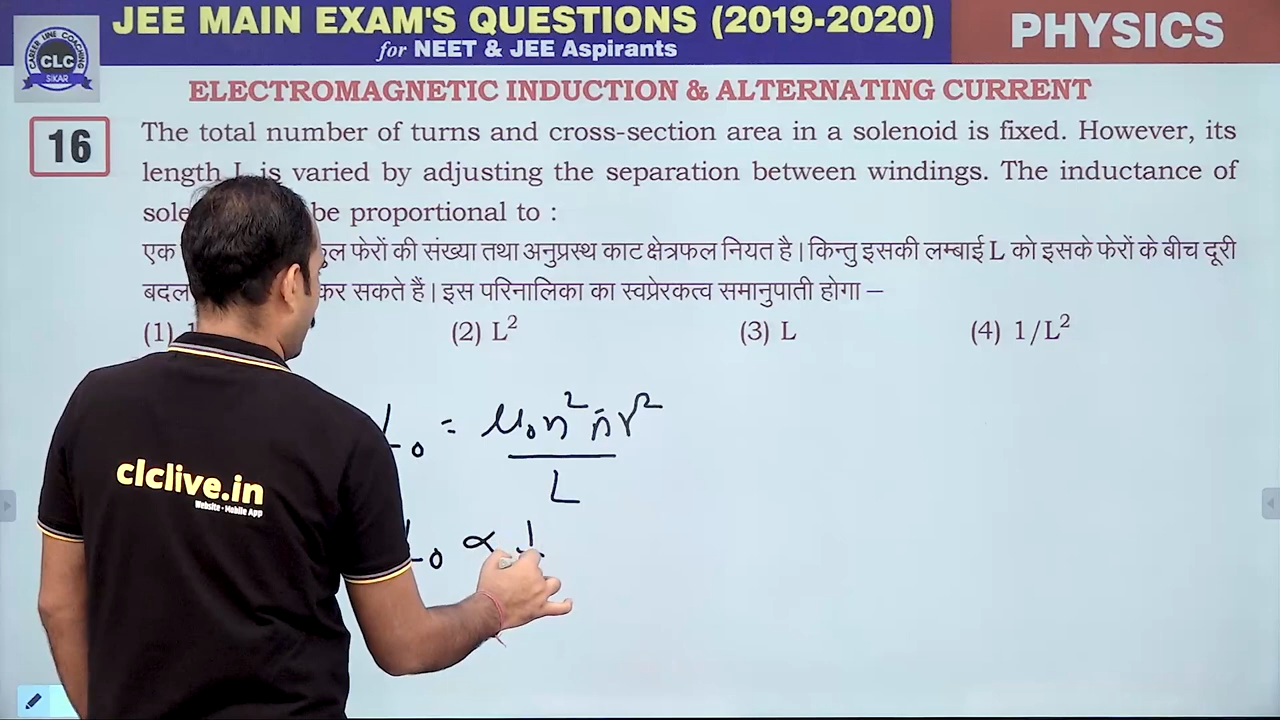 JEE MAIN EXAM'S QUESTIONS (2019-2020)
for NEET & JEE Aspirants
PHYSICS
CAREER LINE COACHING
CLC
SIKAR
ELECTROMAGNETIC INDUCTION & ALTERNATING CURRENT
16
The total number of turns and cross-section area in a solenoid is fixed. However, its
length L is varied by adjusting the separation between windings. The inductance of
be proportional to :
एक फेरों की संख्या तथा अनुप्रस्थ काट क्षेत्रफल नियत है। किन्तु इसकी लम्बाई L को इसके फेरों के बीच दूरी
कर सकते हैं। इस परिनालिका का स्वप्रेरकत्व समानुपाती होगा –
(1) (2) L² (3) L (4) 1/L²
L₀ = μ₀n²πr²
L
L₀ ∝ 1
clclive.in
Website • Mobile App